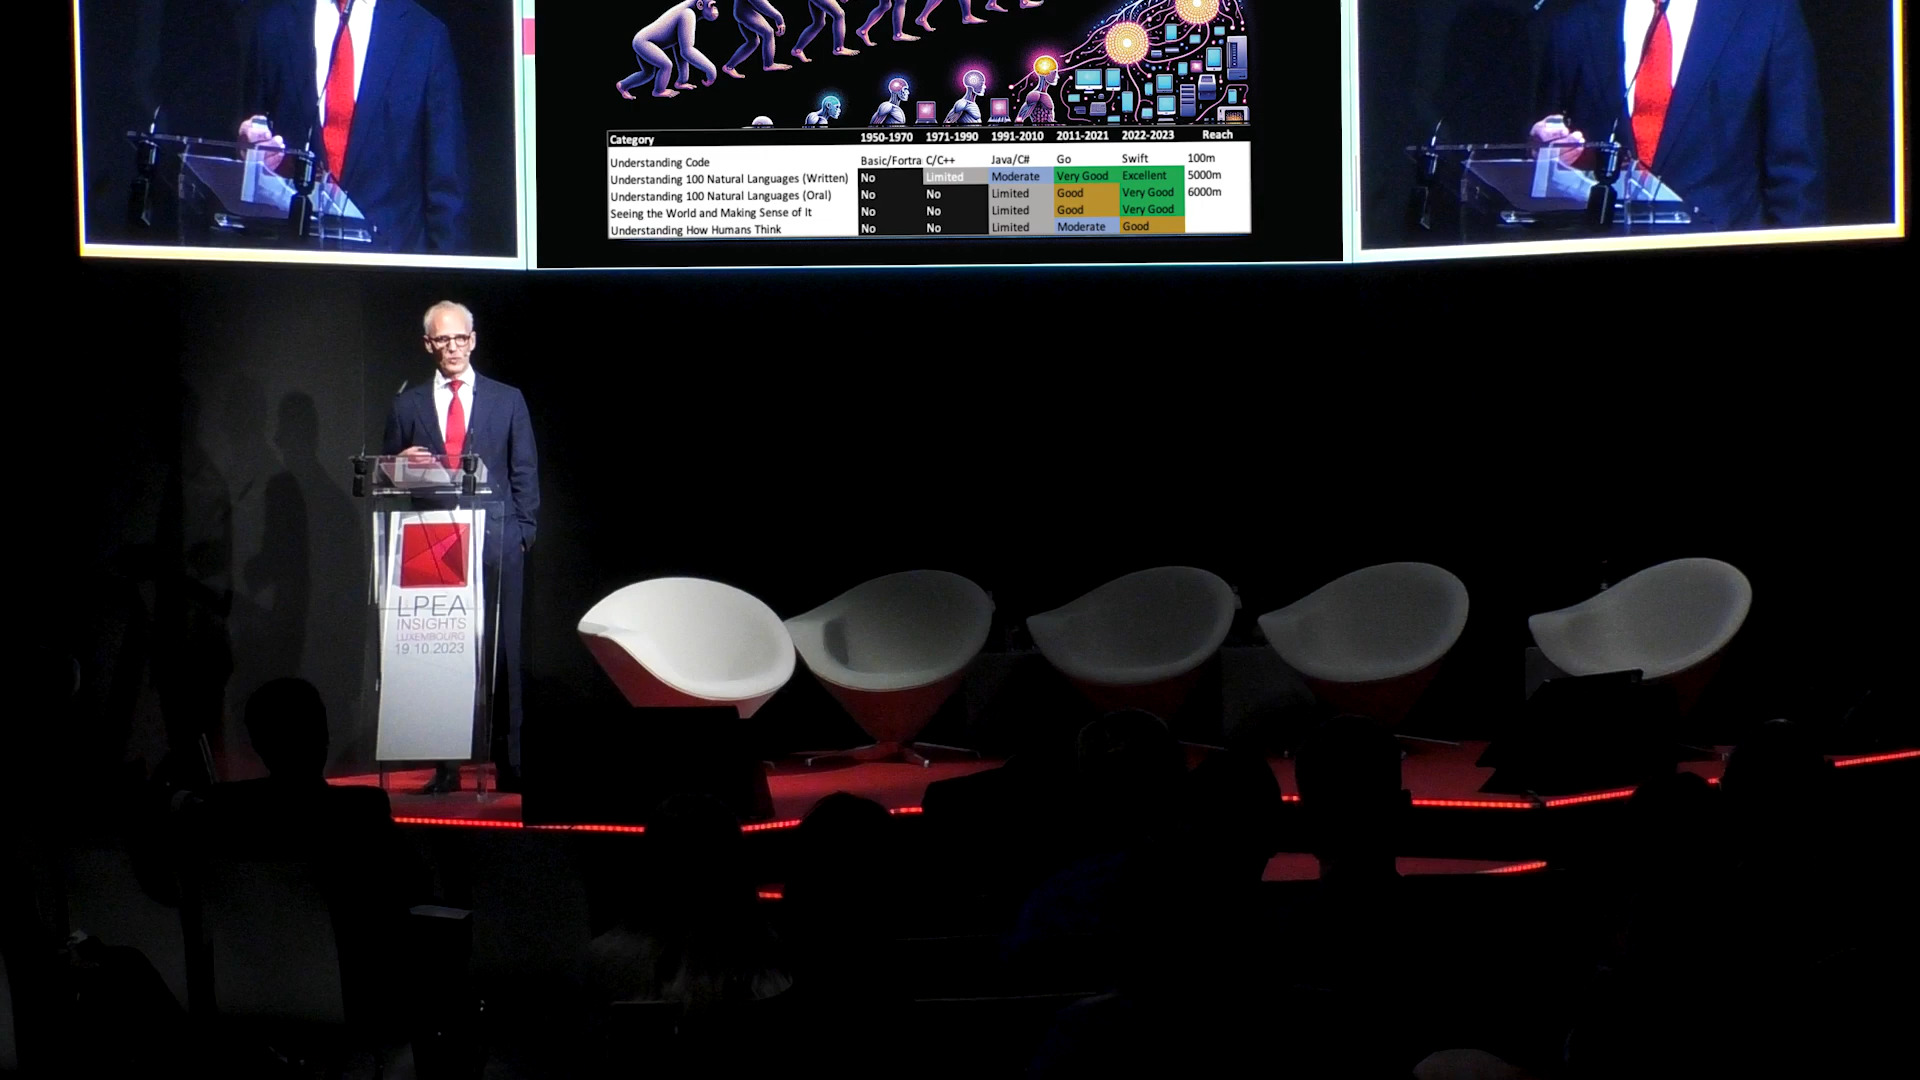 Category 1950-1970 1971-1990 1991-2010 2011-2021 2022-2023 Reach
Understanding Code Basic/Fortra C/C++ Java/C# Go Swift 100m
Understanding 100 Natural Languages (Written) No Limited Moderate Very Good Excellent 5000m
Understanding 100 Natural Languages (Oral) No No Limited Good Very Good 6000m
Seeing the World and Making Sense of It No No Limited Good Very Good
Understanding How Humans Think No No Limited Moderate Good
LPEA
INSIGHTS
LUXEMBOURG
19.10.2023